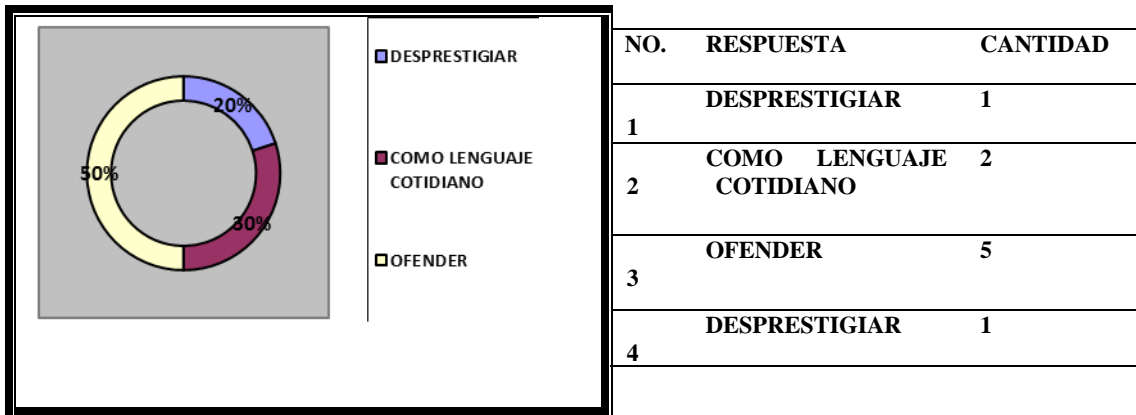 20%
50%
30%
DESPRESTIGIAR
COMO LENGUAJE
COTIDIANO
OFENDER
NO. RESPUESTA CANTIDAD
DESPRESTIGIAR 1
1
COMO LENGUAJE 2
2 COTIDIANO
OFENDER 5
3
DESPRESTIGIAR 1
4